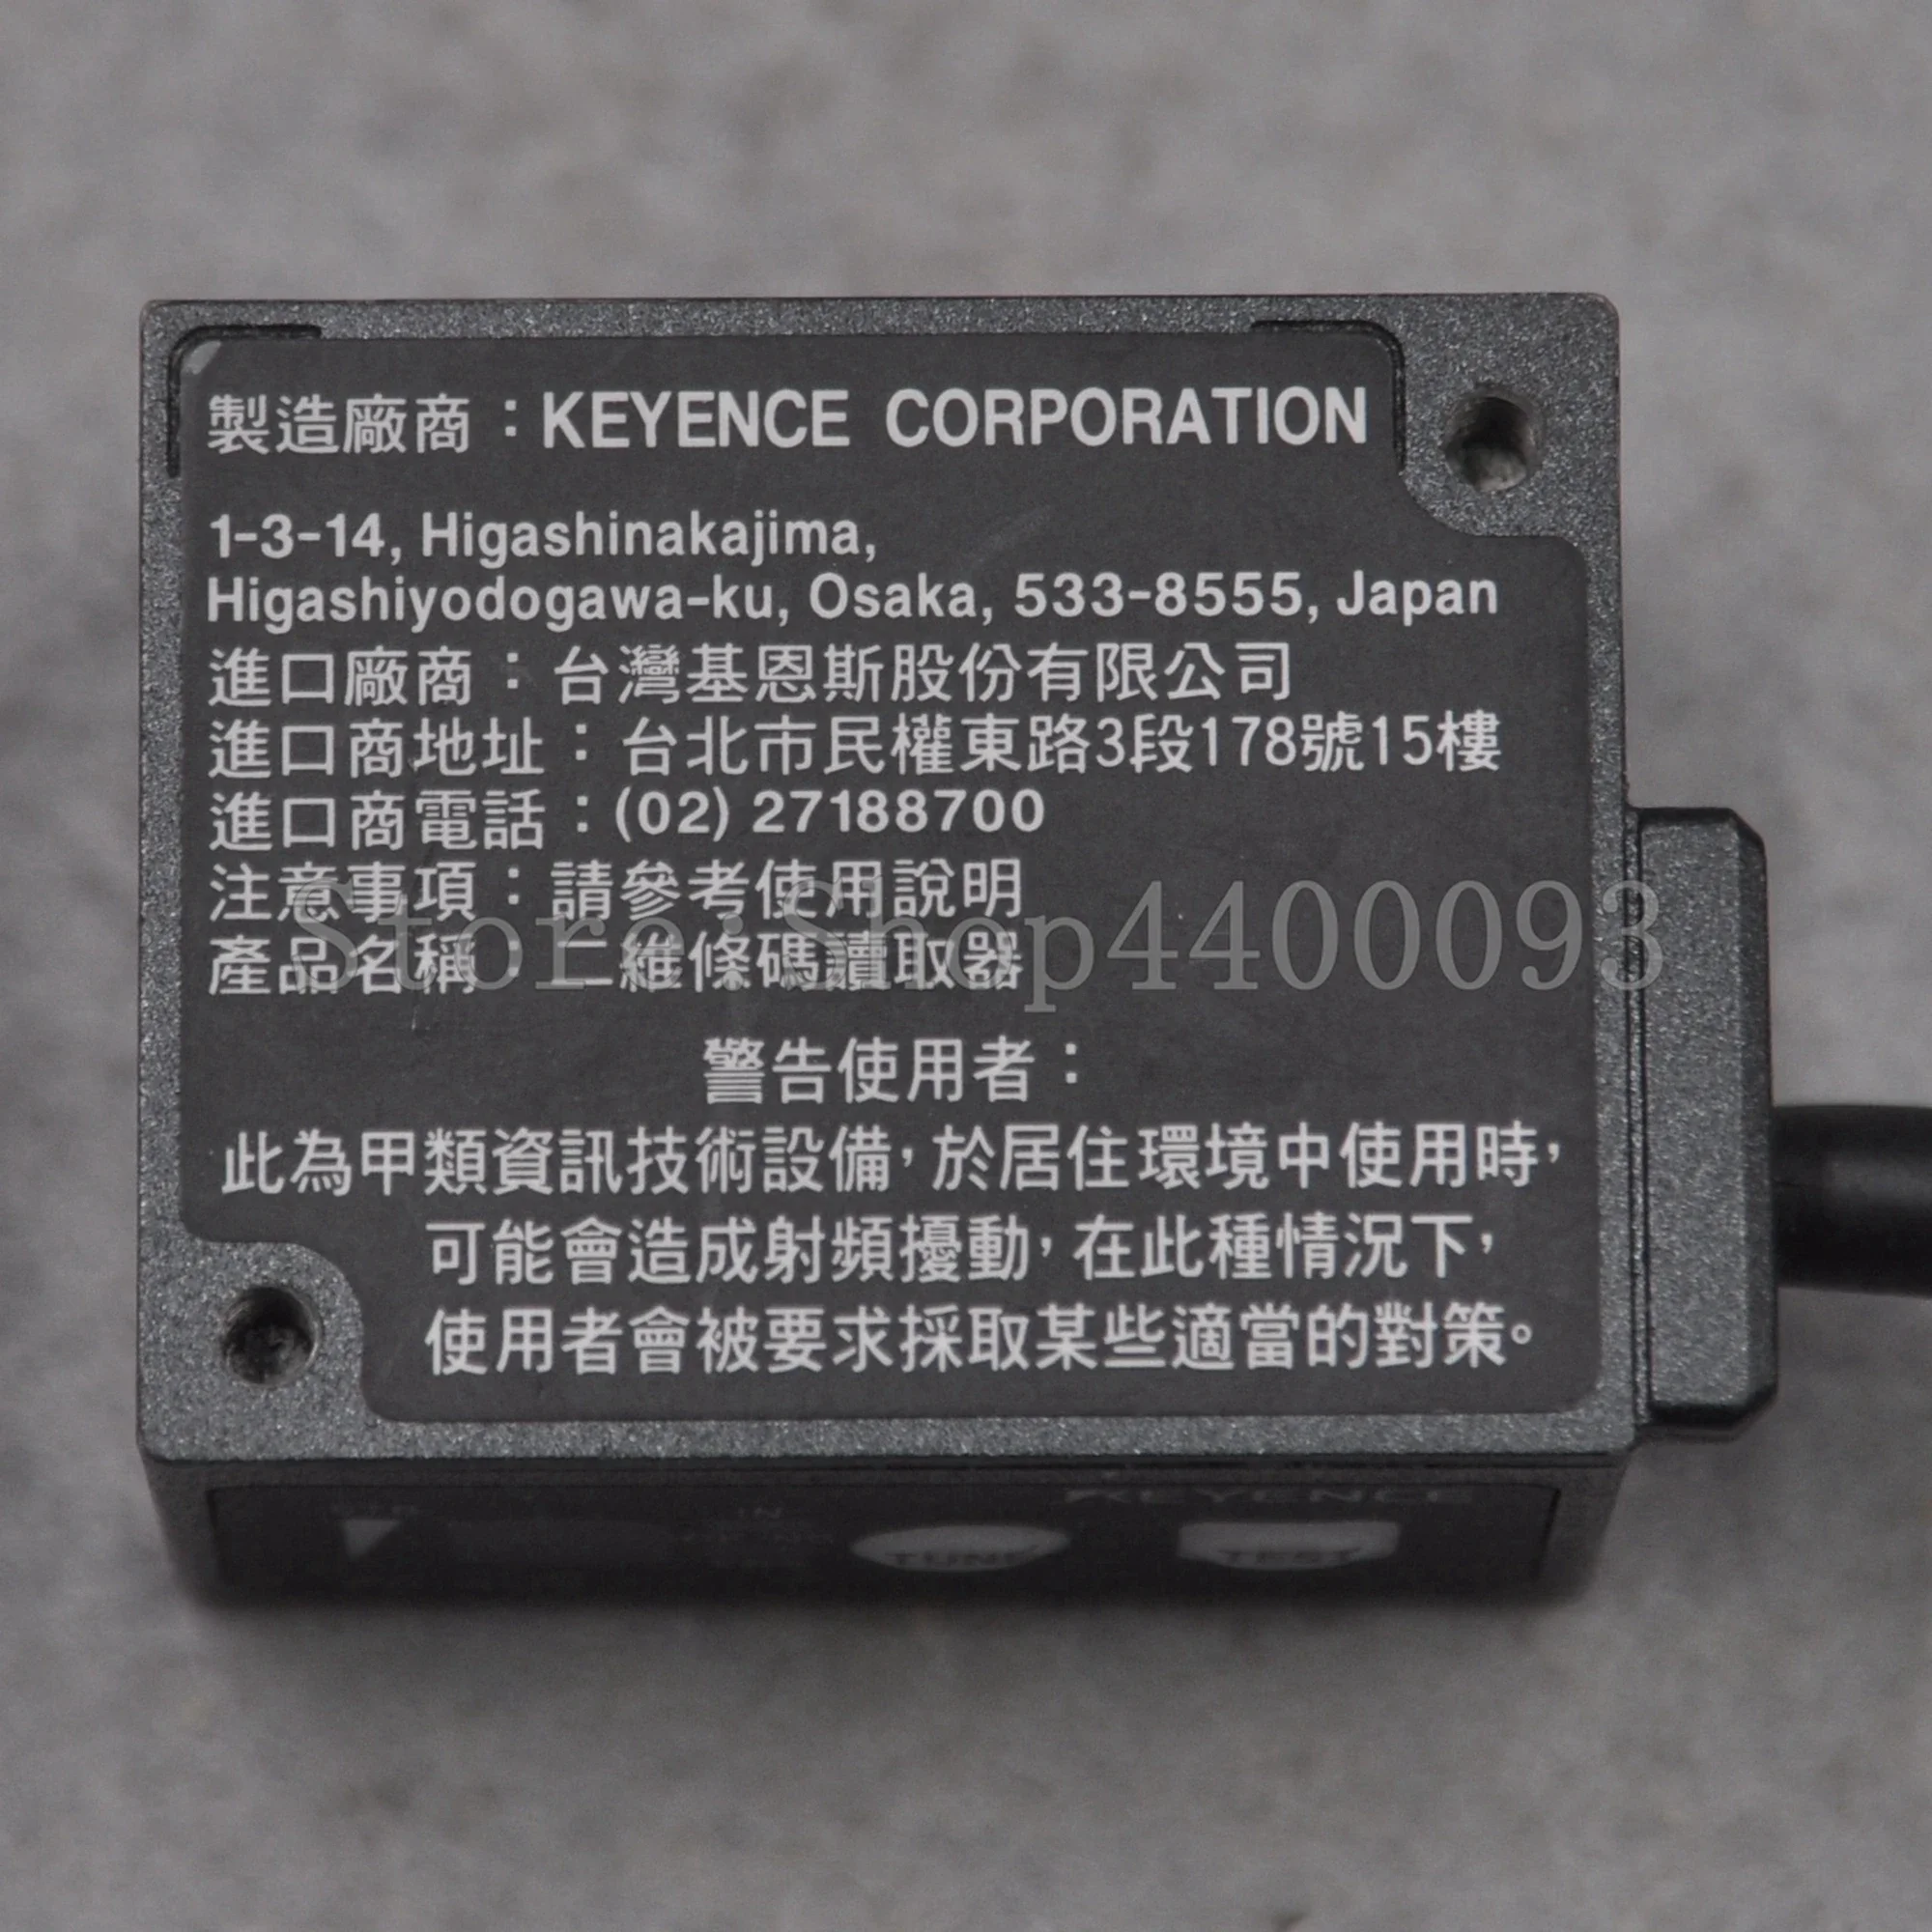 製造廠商：KEYENCE CORPORATION
1-3-14, Higashinakajima,
Higashiyodogawa-ku, Osaka, 533-8555, Japan
進口廠商：台灣基恩斯股份有限公司
進口商地址：台北市民權東路3段178號15樓
進口商電話：(02) 27188700
注意事項：請參考使用說明
產品名稱：二維條碼讀取器
Store:Shop4400093
警告使用者：
此為甲類資訊技術設備，於居住環境中使用時，
可能會造成射頻擾動，在此種情況下，
使用者會被要求採取某些適當的對策。
KEYENCE
IN
TUNE TEST